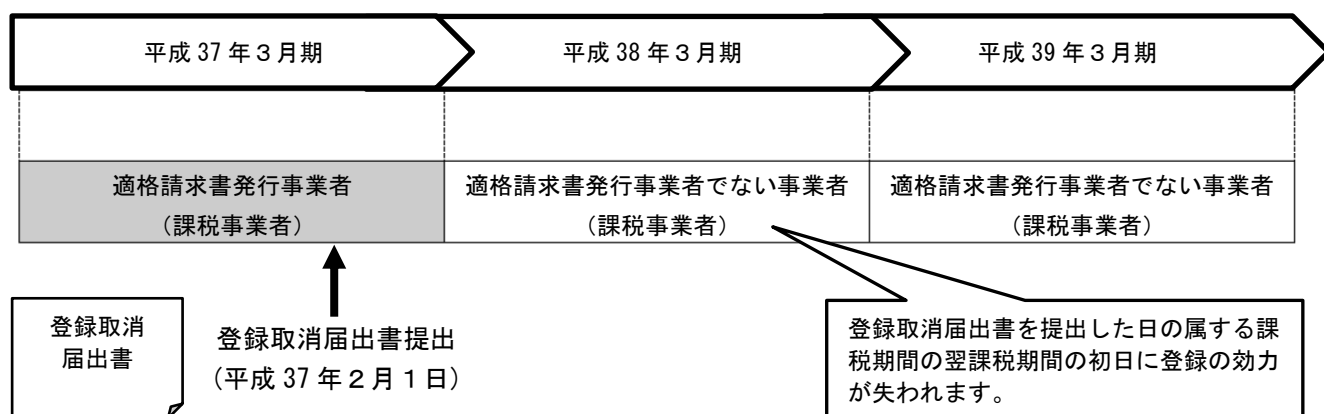 平成 37 年３月期
平成 38 年３月期
平成 39 年３月期
適格請求書発行事業者
（課税事業者）
適格請求書発行事業者でない事業者
（課税事業者）
適格請求書発行事業者でない事業者
（課税事業者）
登録取消
届出書
登録取消届出書提出
（平成 37 年２月１日）
登録取消届出書を提出した日の属する課
税期間の翌課税期間の初日に登録の効力
が失われます。